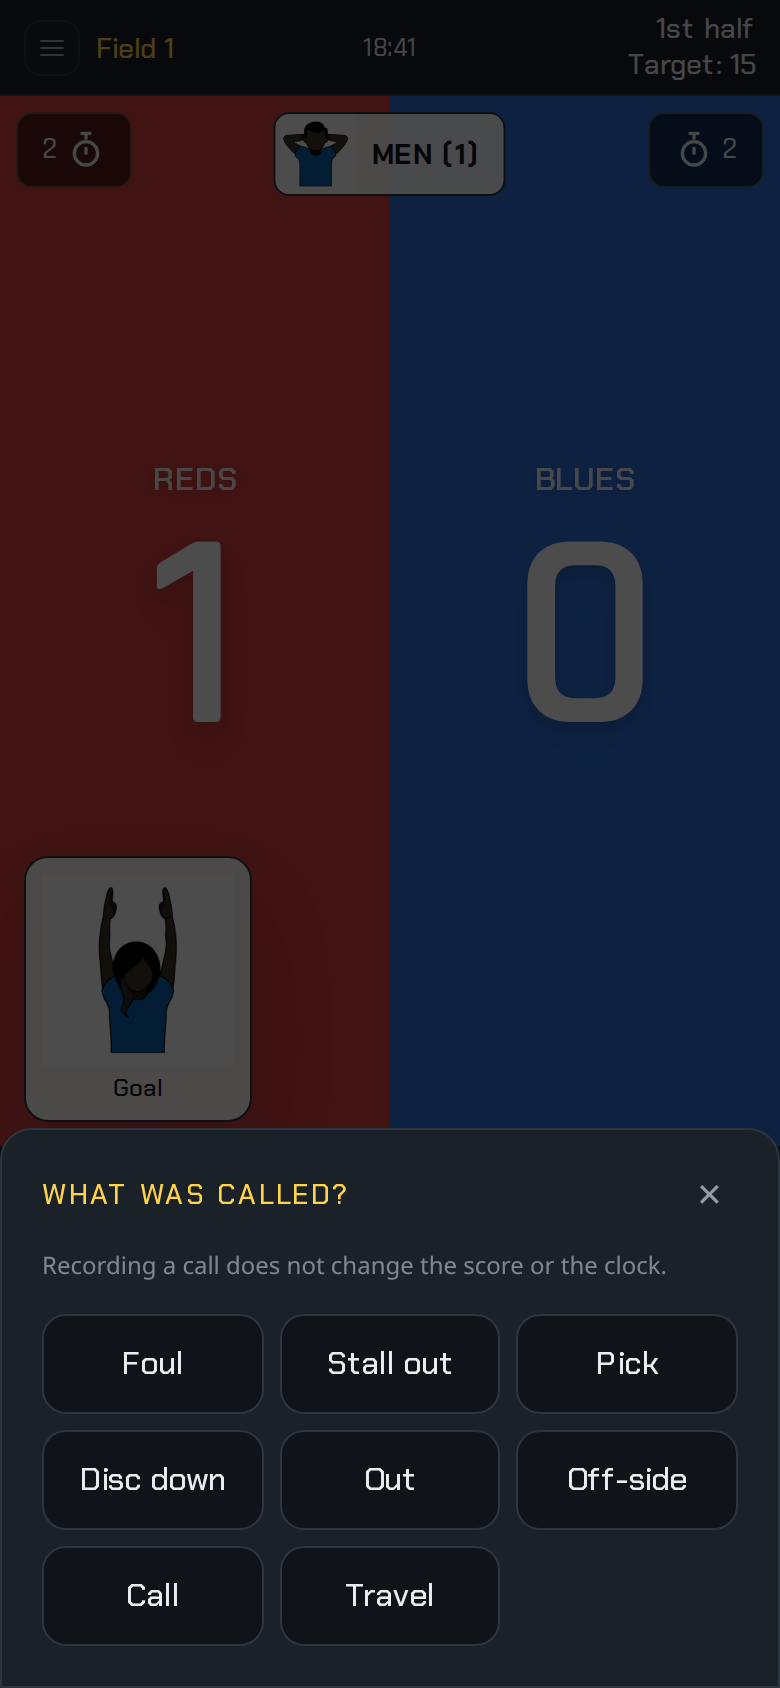 Field 1
18:41
1st half
Target: 15
2
MEN (1)
2
REDS
BLUES
1
0
Goal
WHAT WAS CALLED?
Recording a call does not change the score or the clock.
Foul
Stall out
Pick
Disc down
Out
Off-side
Call
Travel